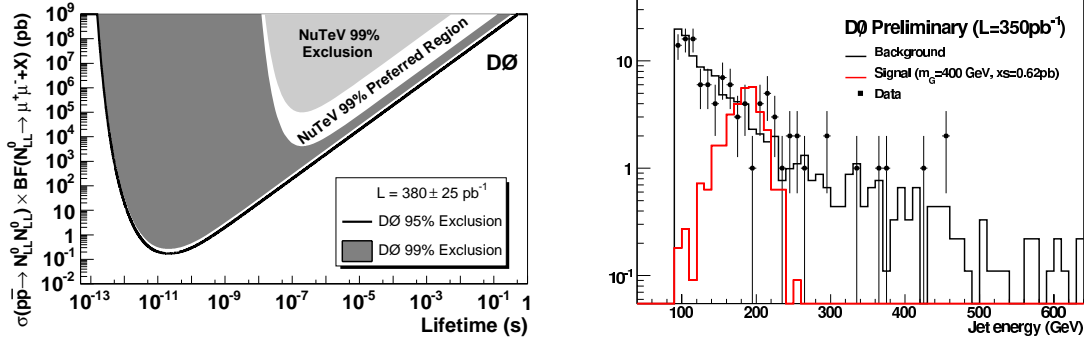 σ(pp̅→ N⁰_LL N⁰_LL) × BF(N⁰_LL → μ⁺μ⁻+X) (pb)
10⁹
10⁸
10⁷
10⁶
10⁵
10⁴
10³
10²
10
1
10⁻¹
10⁻²
NuTeV 99%
Exclusion
NuTeV 99% Preferred Region
DØ
L = 380 ± 25 pb⁻¹
DØ 95% Exclusion
DØ 99% Exclusion
10⁻¹³ 10⁻¹¹ 10⁻⁹ 10⁻⁷ 10⁻⁵ 10⁻³ 10⁻¹ 1
Lifetime (s)
DØ Preliminary (L=350pb⁻¹)
Background
Signal (m_G=400 GeV, xs=0.62pb)
Data
10
1
10⁻¹
100 200 300 400 500 600
Jet energy (GeV)